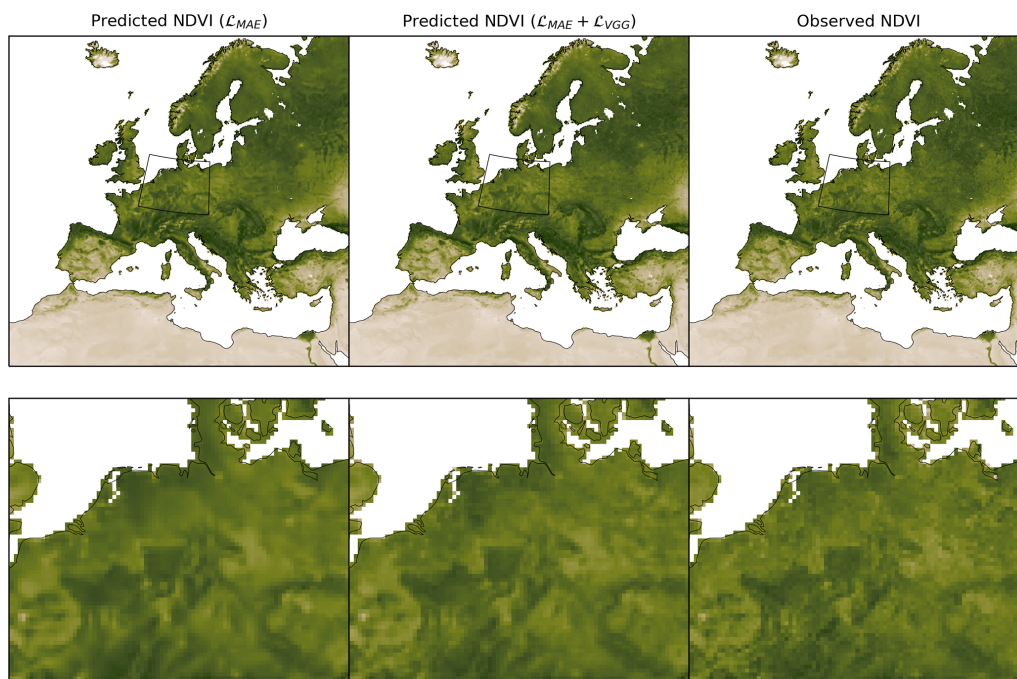 Predicted NDVI (ℒ_MAE)
Predicted NDVI (ℒ_MAE + ℒ_VGG)
Observed NDVI